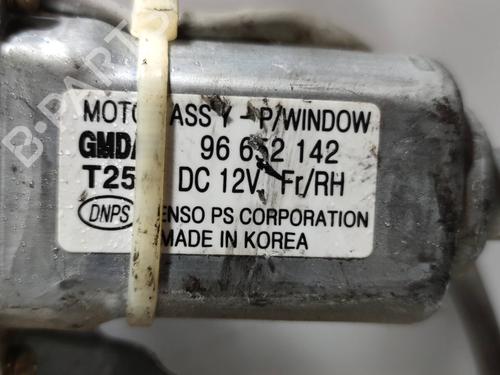 MOTO ASS Y - P/WINDOW
GMDA 96 6 2 142
T25 DC 12V Fr/RH
DNPS ENSO PS CORPORATION
MADE IN KOREA
B-PARTS